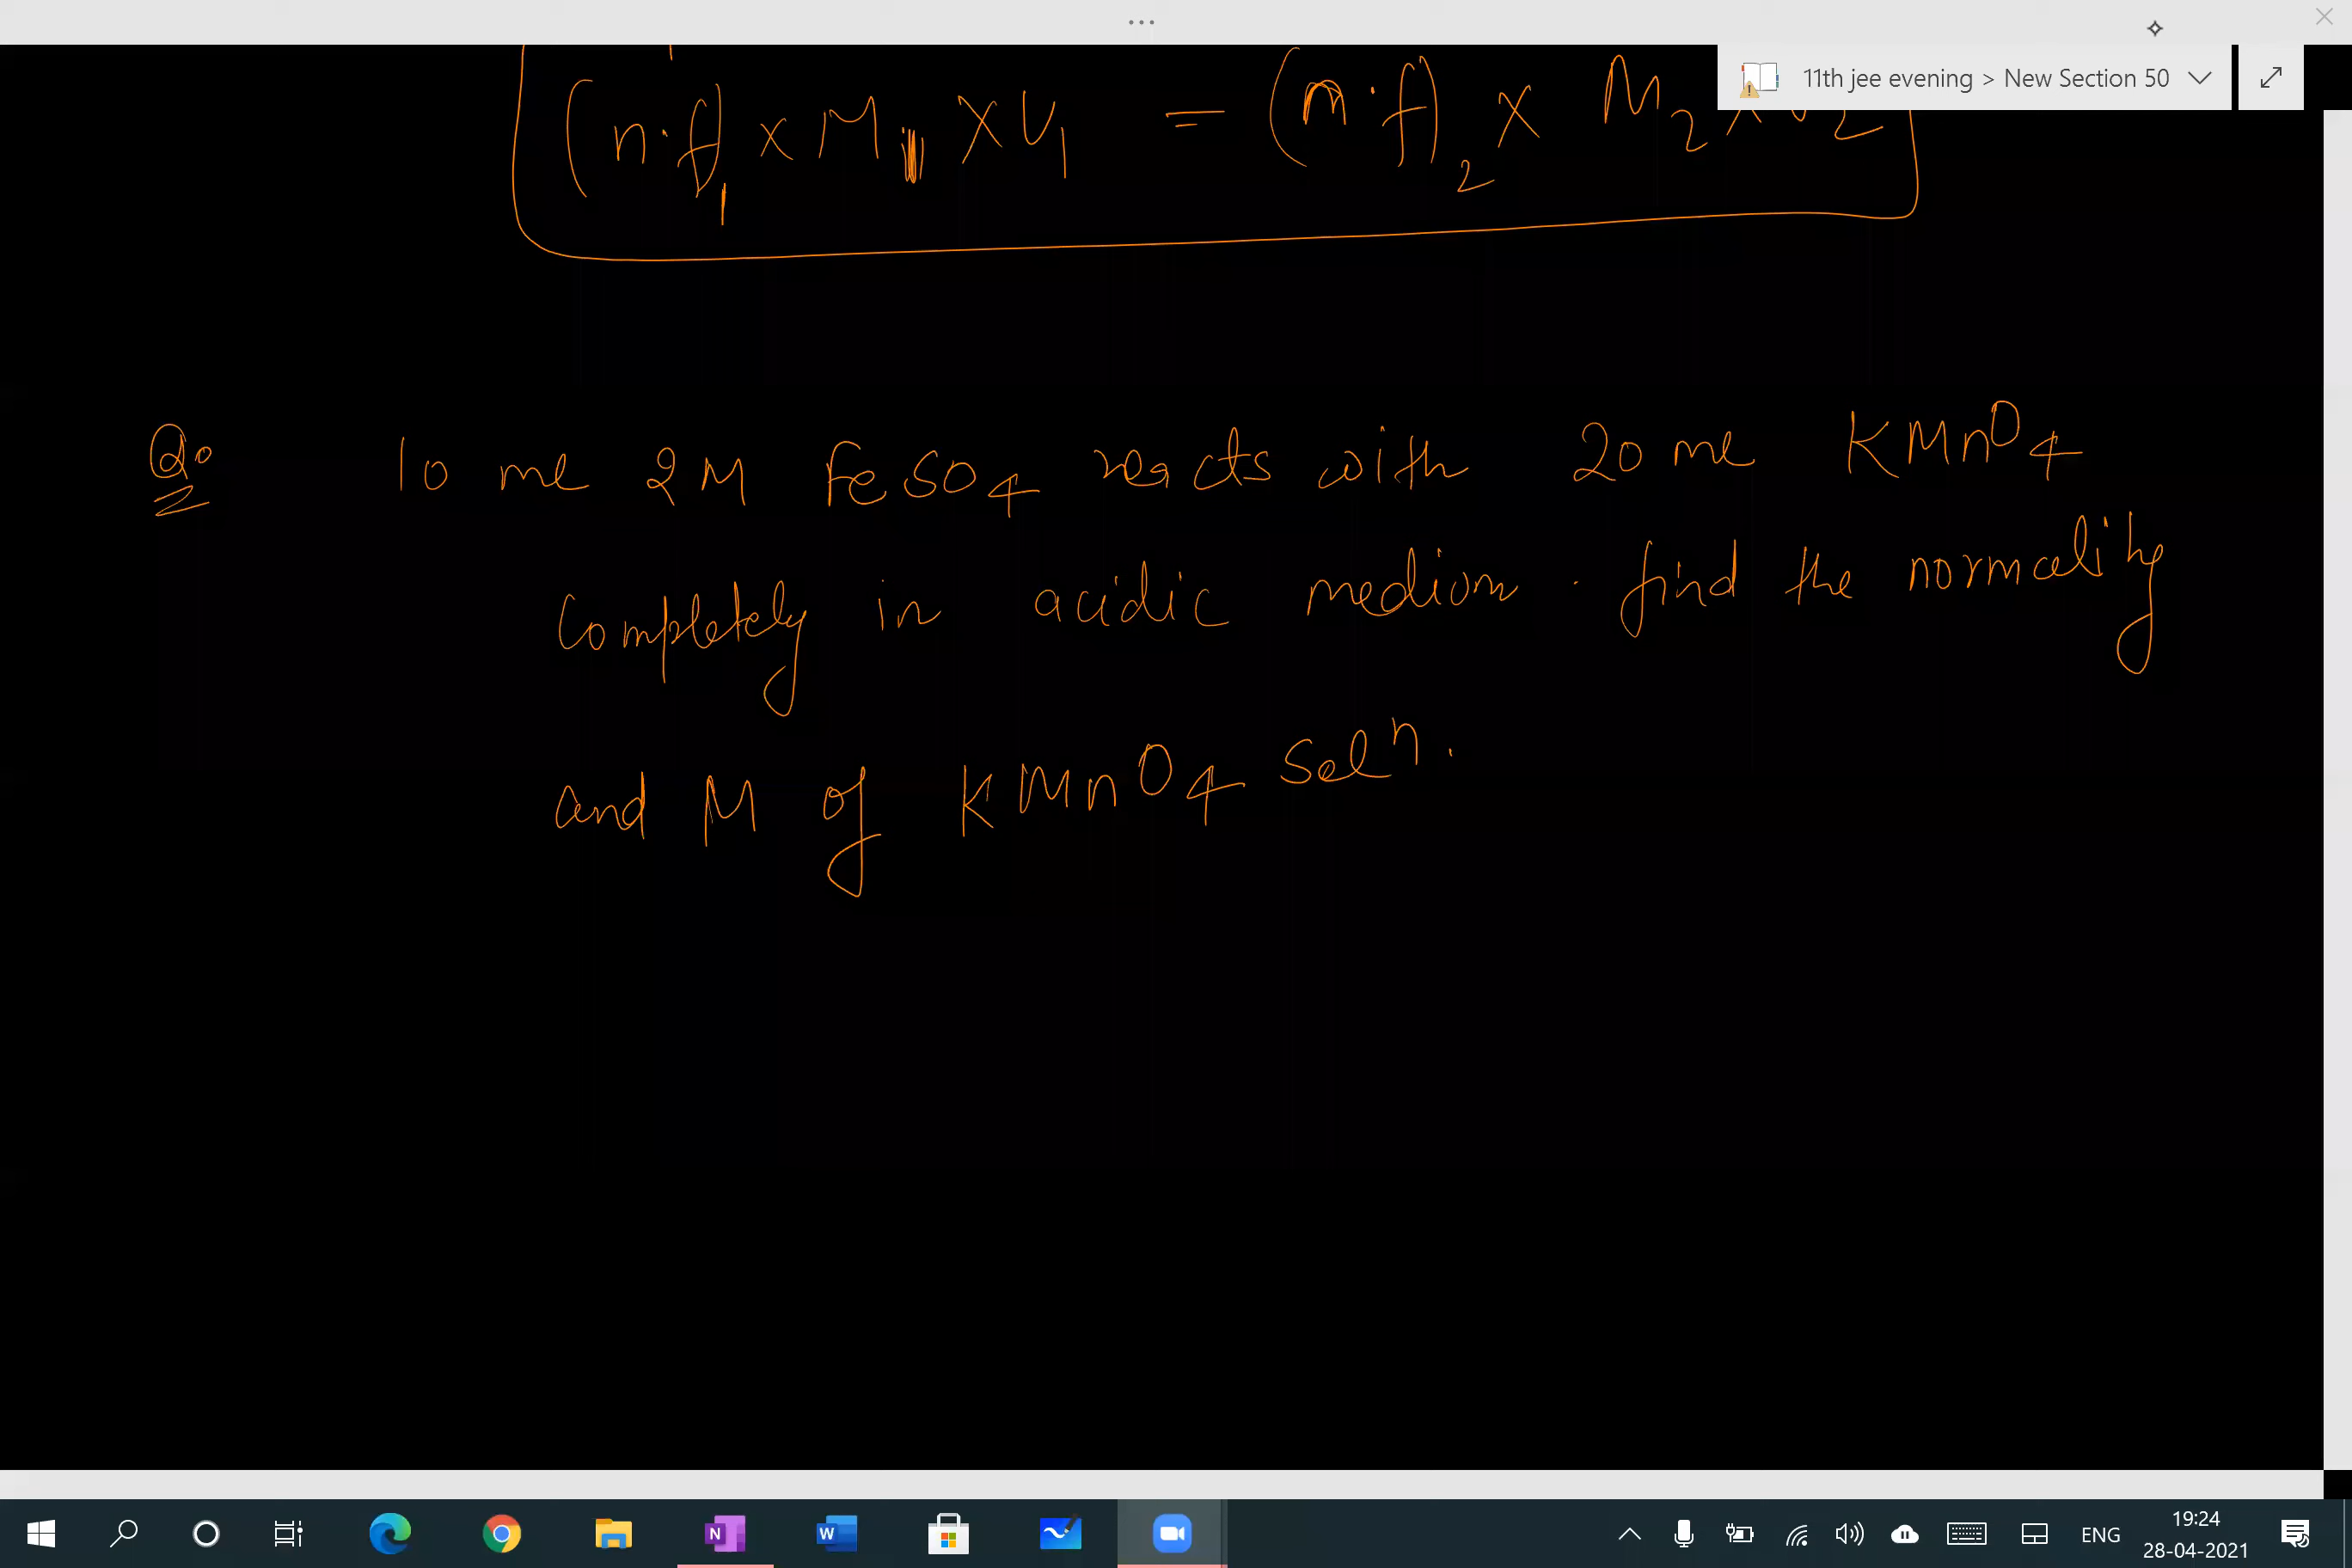 11th jee evening > New Section 50
(n.f)₁ × M₁ × V₁ = (n.f)₂ × M₂ × V₂
Q. 10 ml 2M FeSO₄ reacts with 20 ml KMnO₄
completely in acidic medium. find the normality
and M of KMnO₄ Solⁿ.
N
W
ENG
19:24
28-04-2021